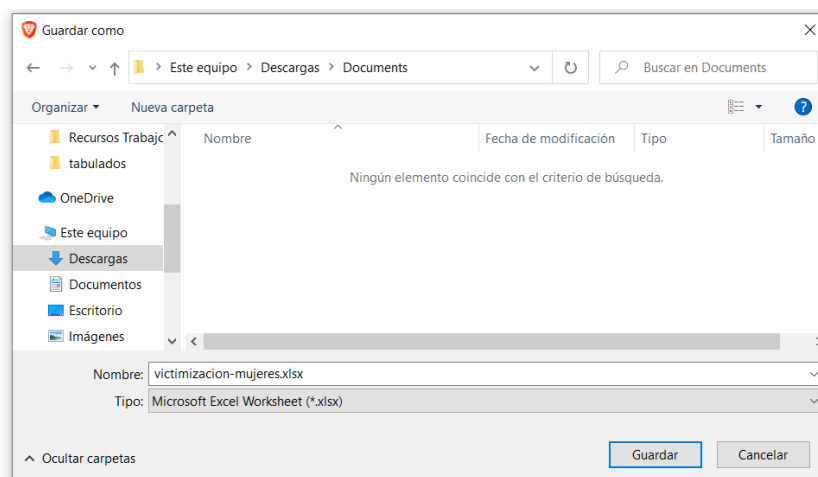 Guardar como
Este equipo > Descargas > Documents
Buscar en Documents
Organizar
Nueva carpeta
Recursos Trabajo
tabulados
OneDrive
Este equipo
Descargas
Documentos
Escritorio
Imágenes
Nombre
Fecha de modificación
Tipo
Tamaño
Ningún elemento coincide con el criterio de búsqueda.
Nombre: victimizacion-mujeres.xlsx
Tipo: Microsoft Excel Worksheet (*.xlsx)
Ocultar carpetas
Guardar
Cancelar